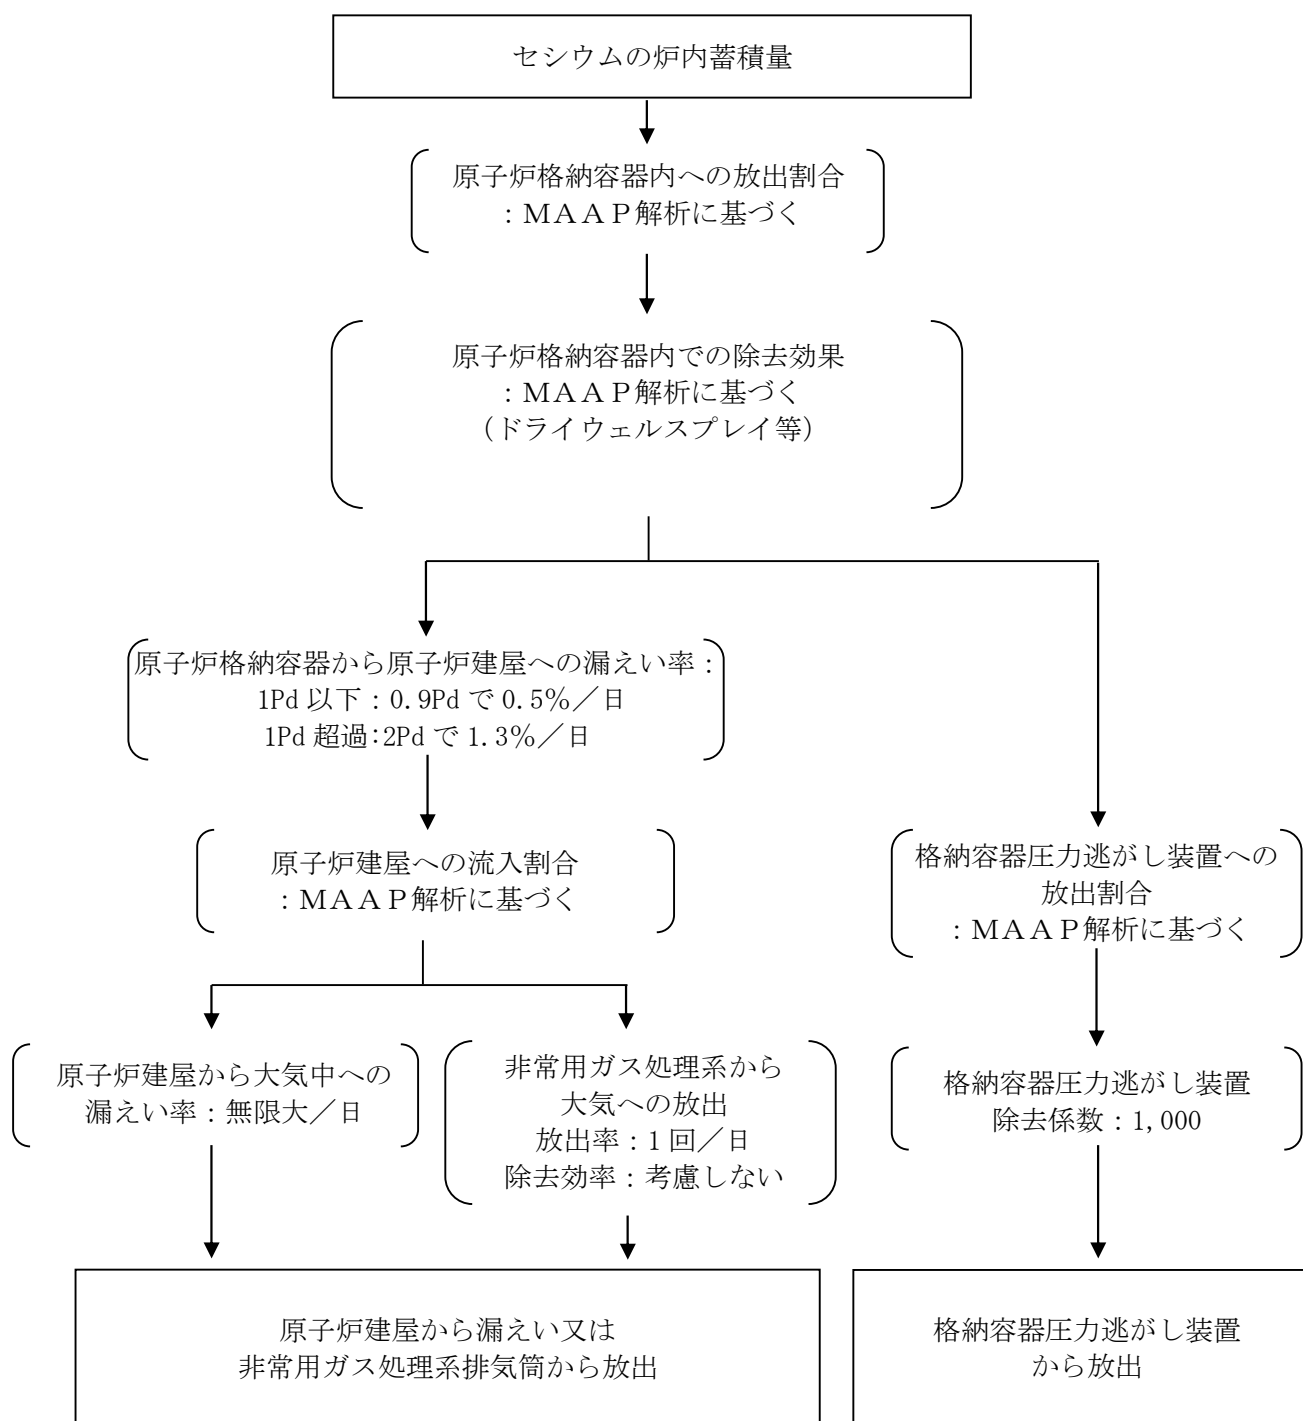 セシウムの炉内蓄積量
原子炉格納容器内への放出割合
：ＭＡＡＰ解析に基づく
原子炉格納容器内での除去効果
：ＭＡＡＰ解析に基づく
（ドライウェルスプレイ等）
原子炉格納容器から原子炉建屋への漏えい率：
1Pd 以下：0.9Pd で 0.5％／日
1Pd 超過：2Pd で 1.3％／日
原子炉建屋への流入割合
：ＭＡＡＰ解析に基づく
格納容器圧力逃がし装置への
放出割合
：ＭＡＡＰ解析に基づく
原子炉建屋から大気中への
漏えい率：無限大／日
非常用ガス処理系から
大気への放出
放出率：1 回／日
除去効率：考慮しない
格納容器圧力逃がし装置
除去係数：1,000
原子炉建屋から漏えい又は
非常用ガス処理系排気筒から放出
格納容器圧力逃がし装置
から放出